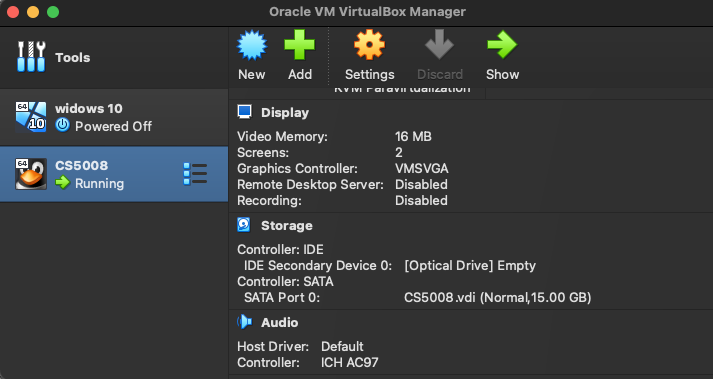 Oracle VM VirtualBox Manager
Tools
New
Add
Settings
Discard
Show
64
10
widows 10
Powered Off
64
CS5008
Running
KVM Paravirtualization
Display
Video Memory: 16 MB
Screens: 2
Graphics Controller: VMSVGA
Remote Desktop Server: Disabled
Recording: Disabled
Storage
Controller: IDE
IDE Secondary Device 0: [Optical Drive] Empty
Controller: SATA
SATA Port 0: CS5008.vdi (Normal,15.00 GB)
Audio
Host Driver: Default
Controller: ICH AC97